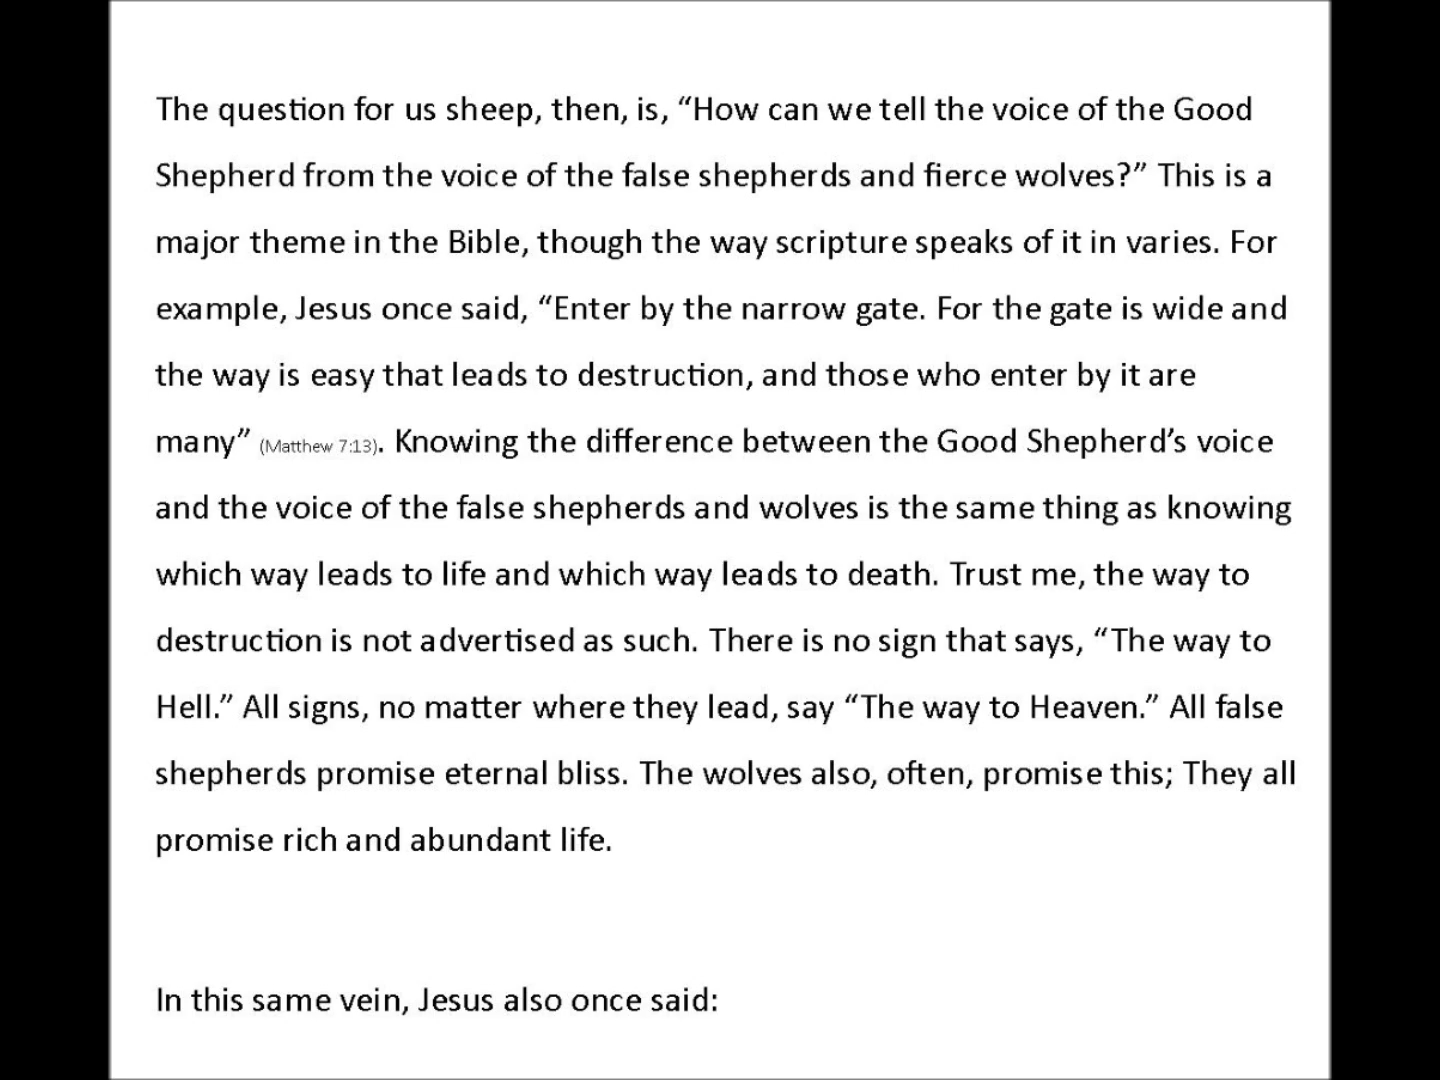 The question for us sheep, then, is, “How can we tell the voice of the Good
Shepherd from the voice of the false shepherds and fierce wolves?” This is a
major theme in the Bible, though the way scripture speaks of it in varies. For
example, Jesus once said, “Enter by the narrow gate. For the gate is wide and
the way is easy that leads to destruction, and those who enter by it are
many” (Matthew 7:13). Knowing the difference between the Good Shepherd’s voice
and the voice of the false shepherds and wolves is the same thing as knowing
which way leads to life and which way leads to death. Trust me, the way to
destruction is not advertised as such. There is no sign that says, “The way to
Hell.” All signs, no matter where they lead, say “The way to Heaven.” All false
shepherds promise eternal bliss. The wolves also, often, promise this; They all
promise rich and abundant life.
In this same vein, Jesus also once said: